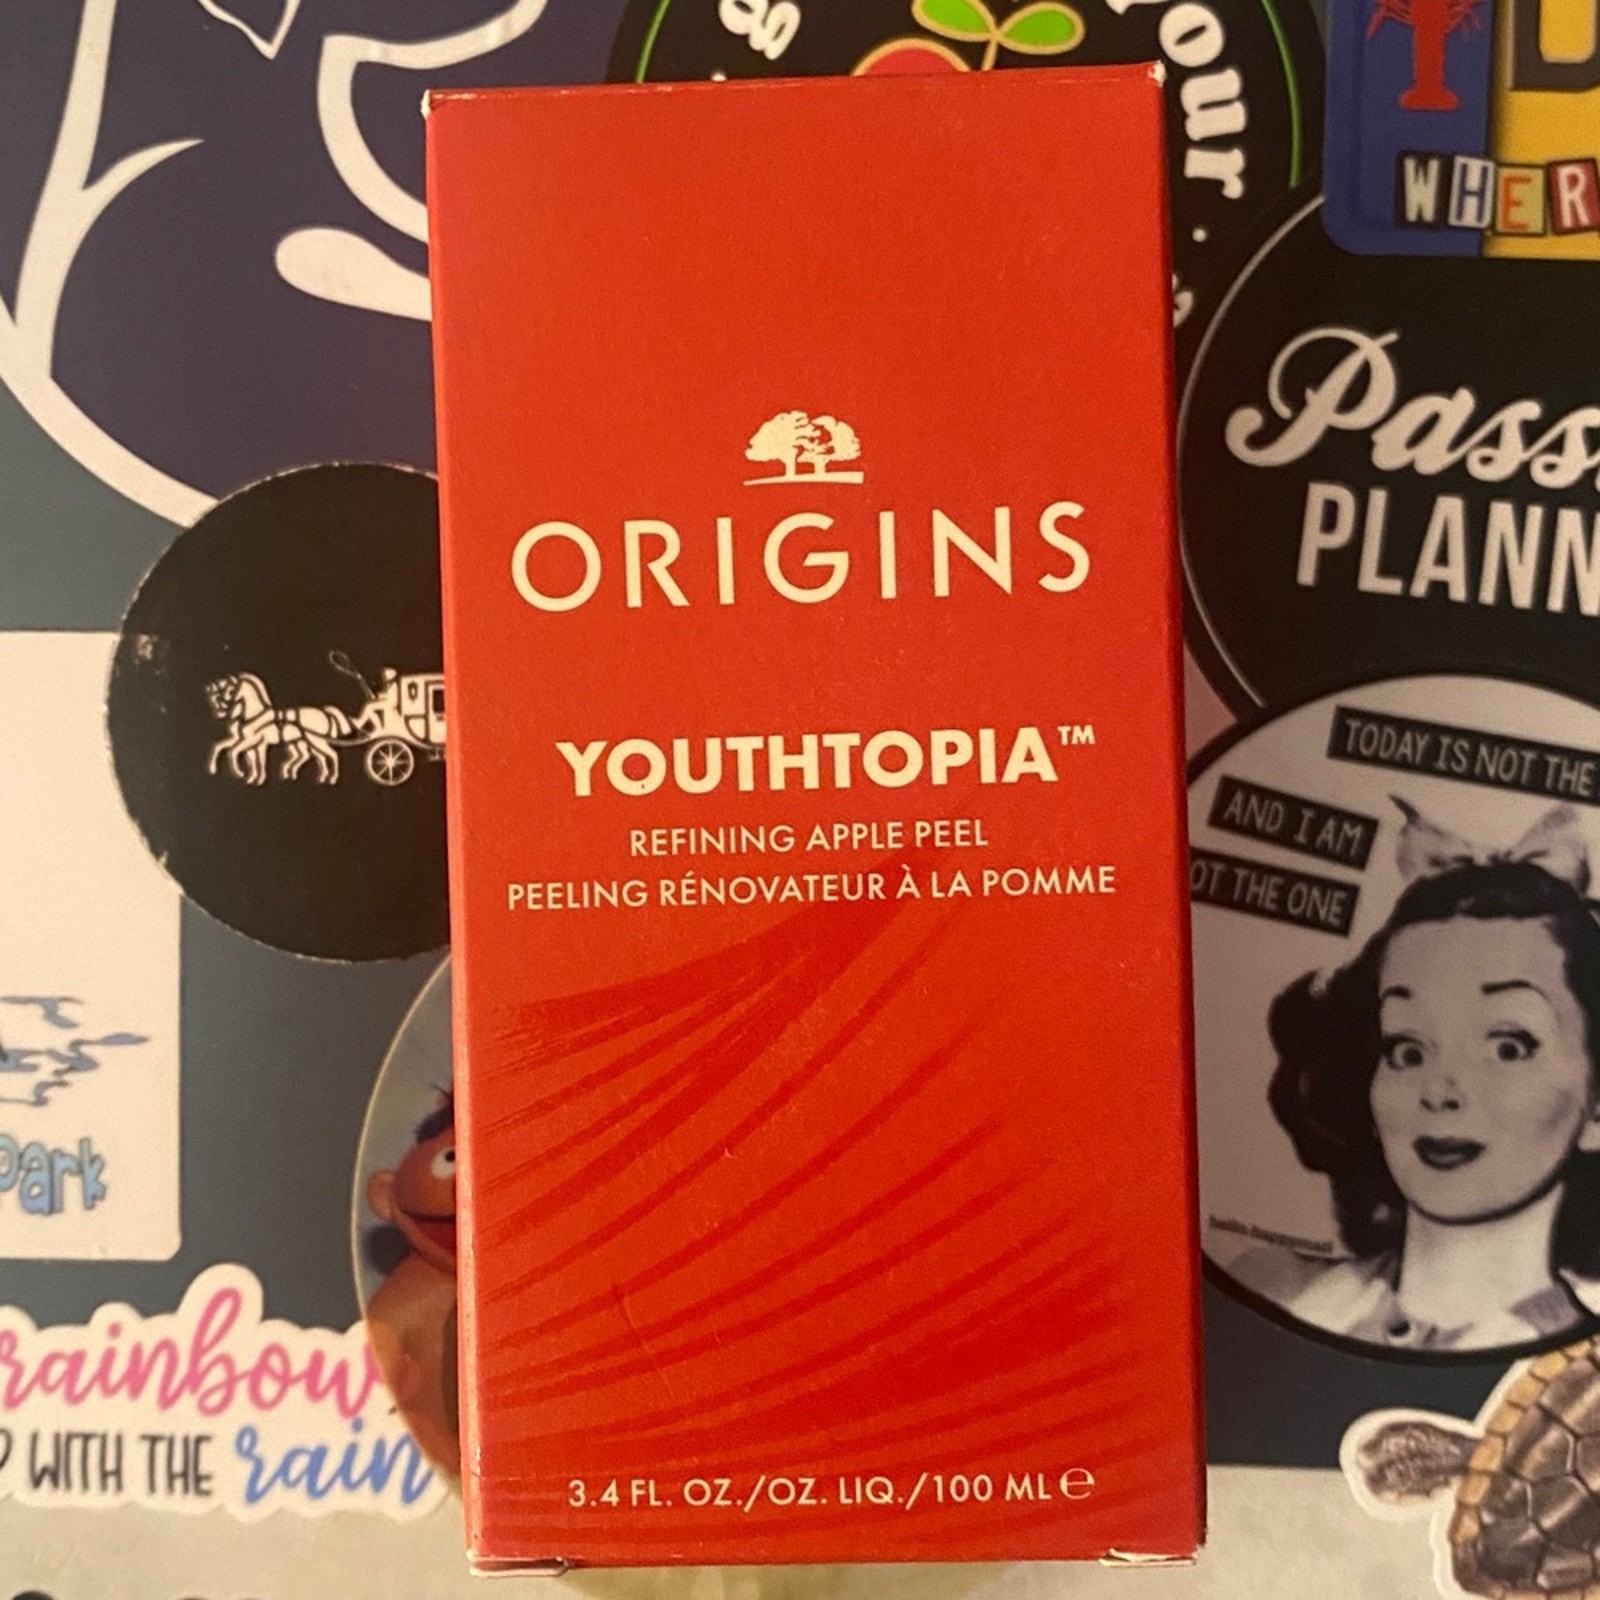 your
WHER
ORIGINS
YOUTHTOPIA™
REFINING APPLE PEEL
PEELING RÉNOVATEUR À LA POMME
3.4 FL. OZ./OZ. LIQ./100 ML ℮
Pass
PLANN
TODAY IS NOT THE
AND I AM
OT THE ONE
Park
rainbow
WITH THE rain